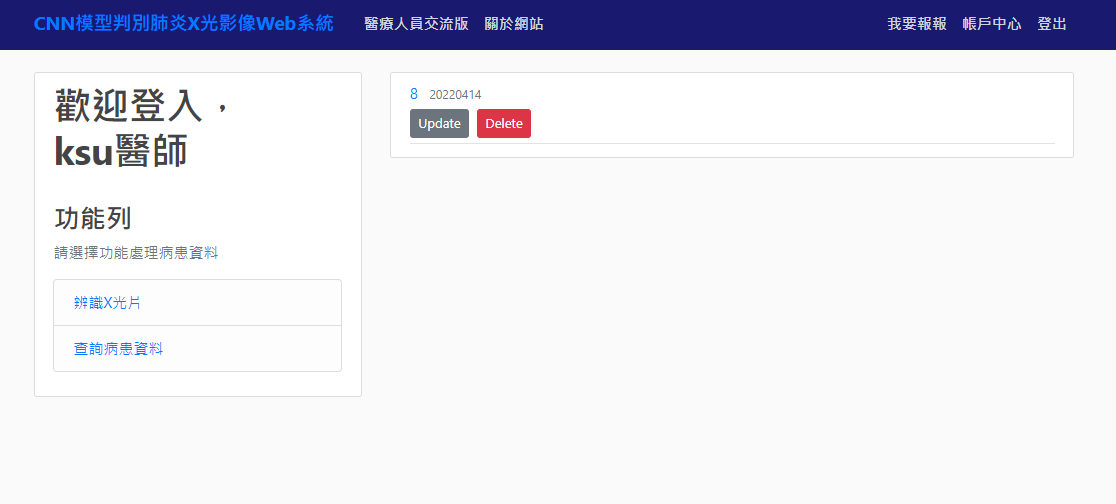 CNN模型判別肺炎X光影像Web系統 醫療人員交流版 關於網站 我要報報 帳戶中心 登出
歡迎登入，
ksu醫師
功能列
請選擇功能處理病患資料
辨識X光片
查詢病患資料
8 20220414
Update Delete